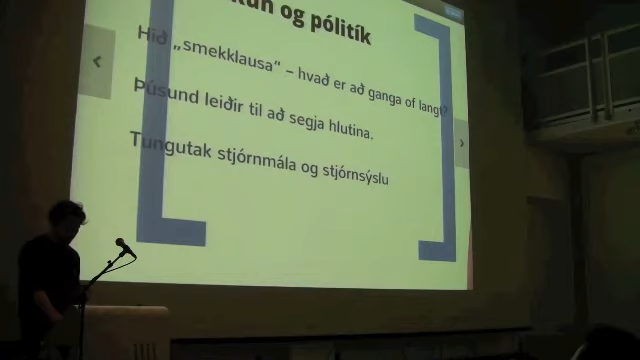 og pólitík
Hið „smekklausa“ – hvað er að ganga of langt?
Þúsund leiðir til að segja hlutina.
Tungutak stjórnmála og stjórnsýslu